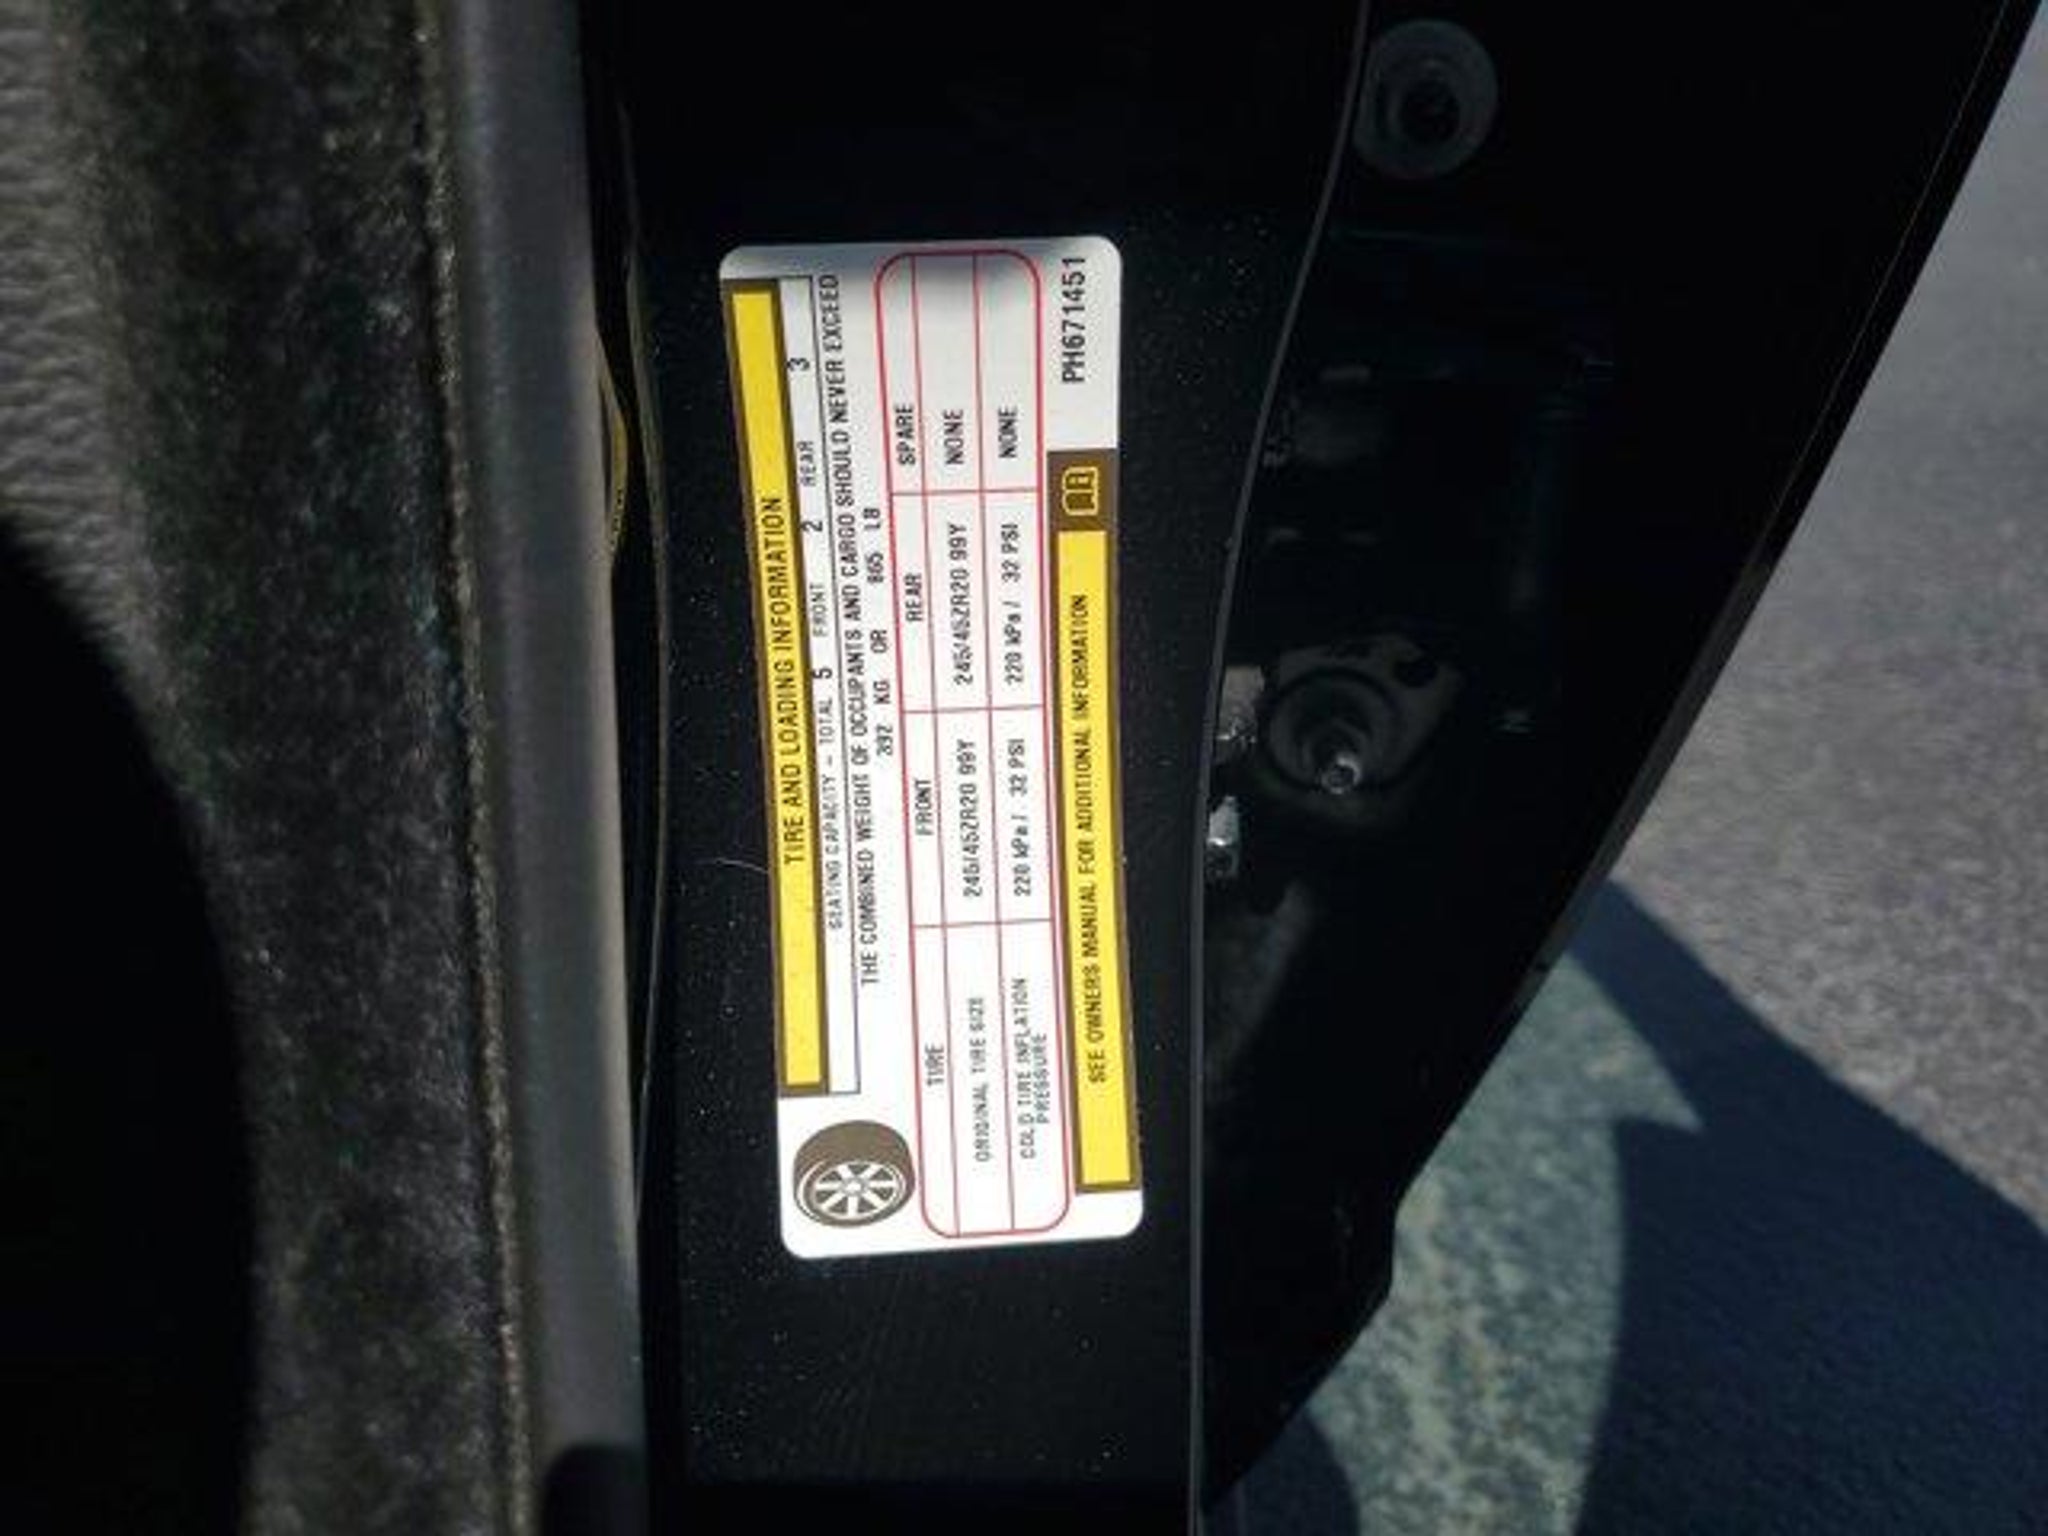 TIRE AND LOADING INFORMATION
SEATING CAPACITY - TOTAL 5 FRONT 2 REAR 3
THE COMBINED WEIGHT OF OCCUPANTS AND CARGO SHOULD NEVER EXCEED
392 KG OR 865 LB
TIRE FRONT REAR SPARE
ORIGINAL TIRE SIZE 245/45ZR20 99Y 245/45ZR20 99Y NONE
COLD TIRE INFLATION PRESSURE 220 kPa/ 32 PSI 220 kPa/ 32 PSI NONE
SEE OWNERS MANUAL FOR ADDITIONAL INFORMATION
PH671451